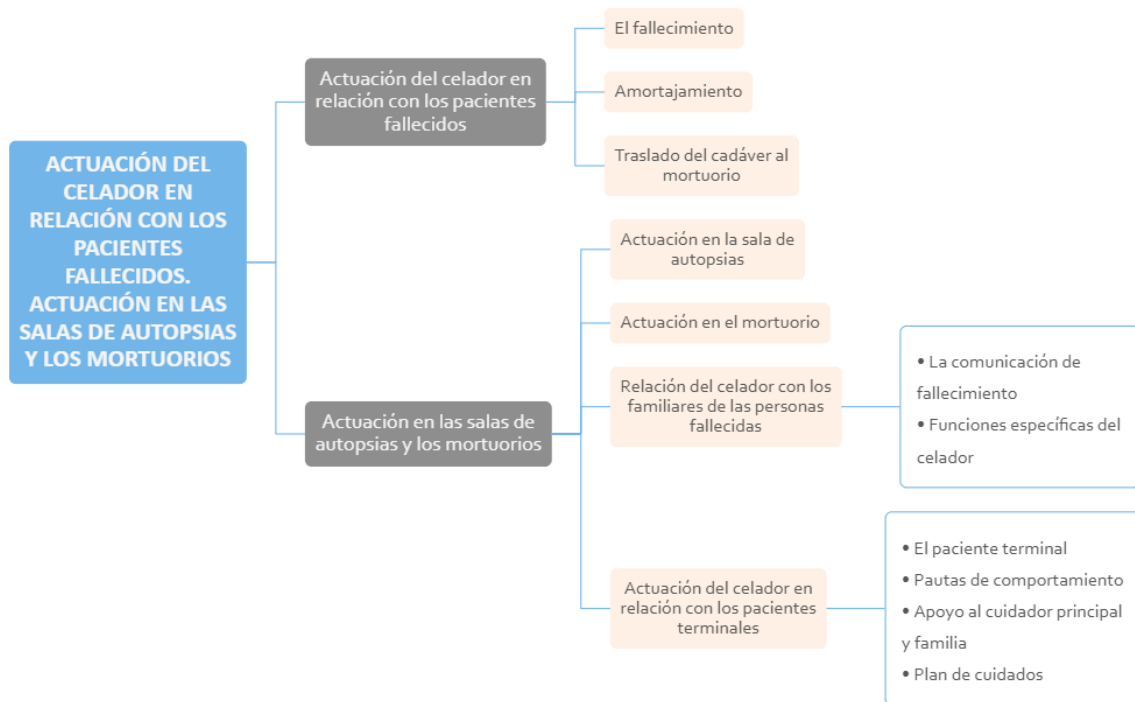 ACTUACIÓN DEL
CELADOR EN
RELACIÓN CON LOS
PACIENTES
FALLECIDOS.
ACTUACIÓN EN LAS
SALAS DE AUTOPSIAS
Y LOS MORTUORIOS
Actuación del celador en
relación con los pacientes
fallecidos
El fallecimiento
Amortajamiento
Traslado del cadáver al
mortuorio
Actuación en las salas de
autopsias y los mortuorios
Actuación en la sala de
autopsias
Actuación en el mortuorio
Relación del celador con los
familiares de las personas
fallecidas
• La comunicación de
fallecimiento
• Funciones específicas del
celador
Actuación del celador en
relación con los pacientes
terminales
• El paciente terminal
• Pautas de comportamiento
• Apoyo al cuidador principal
y familia
• Plan de cuidados